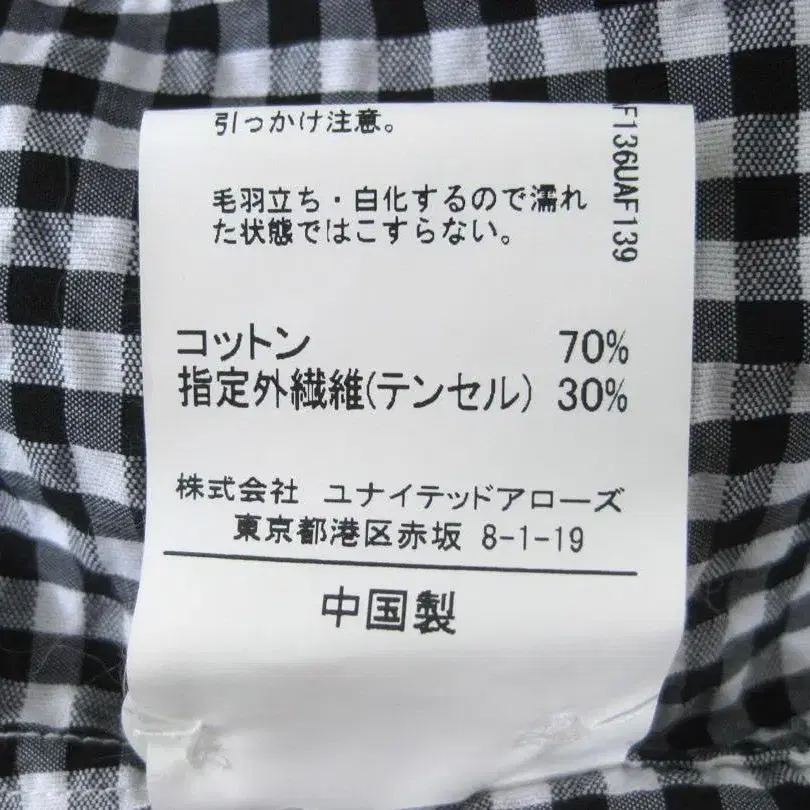 引っかけ注意。
毛羽立ち・白化するので濡れ
た状態ではこすらない。
F136UAF139
コットン 70%
指定外繊維(テンセル) 30%
株式会社 ユナイテッドアローズ
東京都港区赤坂 8-1-19
中国製